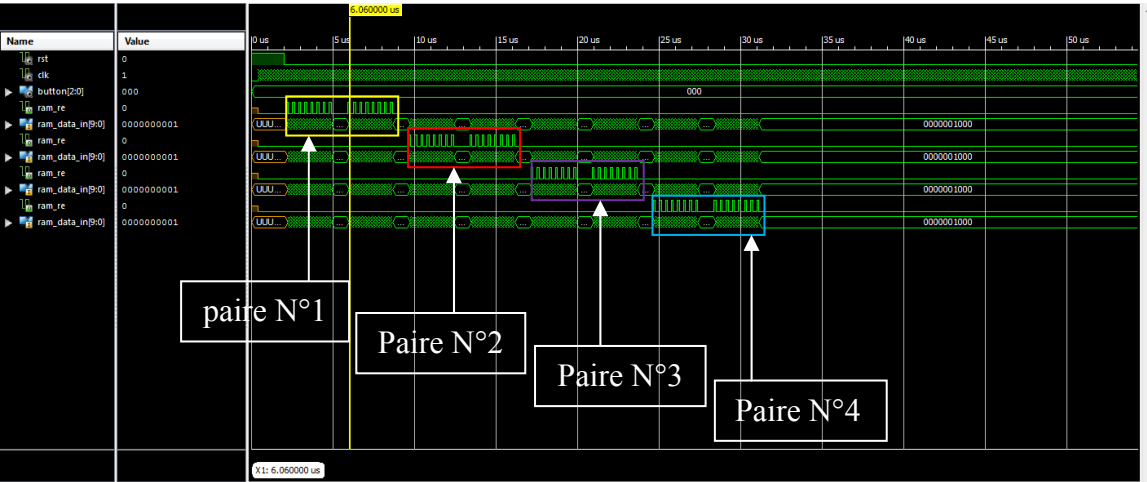 6.060000 us
Name Value
0 us 5 us 10 us 15 us 20 us 25 us 30 us 35 us 40 us 45 us 50 us
rst 0
clk 1
button[2:0] 000 000
ram_re 0
ram_data_in[9:0] 0000000001 UUU... ... ... ... ... ... ... ... 0000001000
ram_re 0
ram_data_in[9:0] 0000000001 UUU... ... ... ... ... ... ... ... 0000001000
ram_re 0
ram_data_in[9:0] 0000000001 UUU... ... ... ... ... ... ... ... 0000001000
ram_re 0
ram_data_in[9:0] 0000000001 UUU... ... ... ... ... ... ... ... 0000001000
paire N°1
Paire N°2
Paire N°3
Paire N°4
X1: 6.060000 us